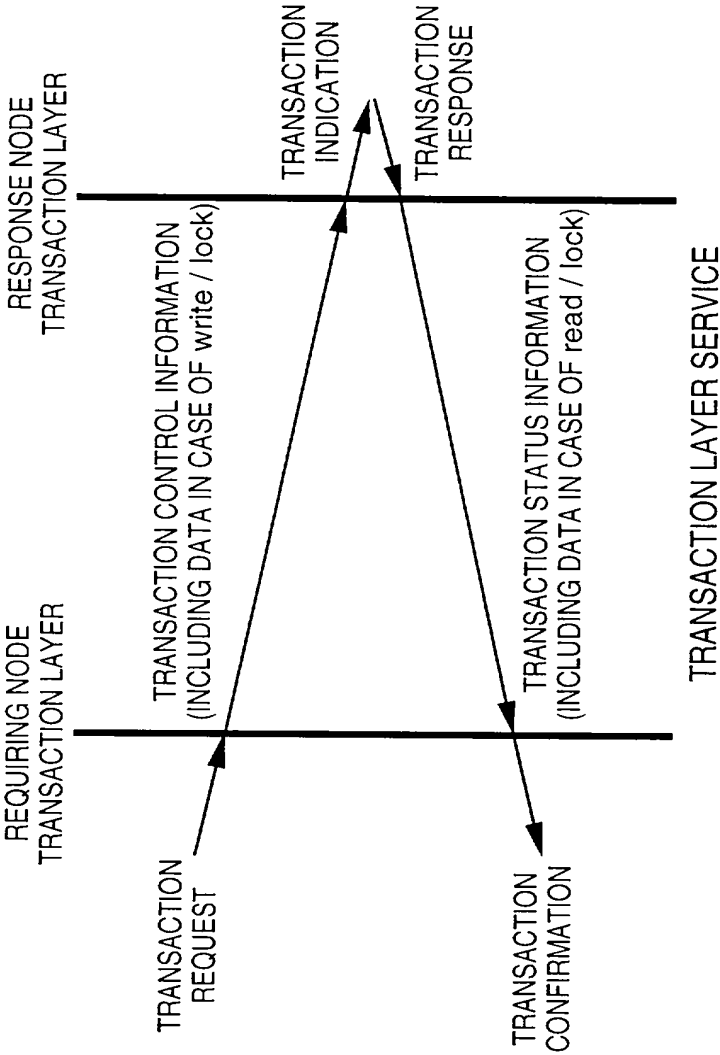 REQUIRING NODE
TRANSACTION LAYER
RESPONSE NODE
TRANSACTION LAYER
TRANSACTION
REQUEST
TRANSACTION CONTROL INFORMATION
(INCLUDING DATA IN CASE OF write / lock)
TRANSACTION
INDICATION
TRANSACTION
RESPONSE
TRANSACTION STATUS INFORMATION
(INCLUDING DATA IN CASE OF read / lock)
TRANSACTION
CONFIRMATION
TRANSACTION LAYER SERVICE